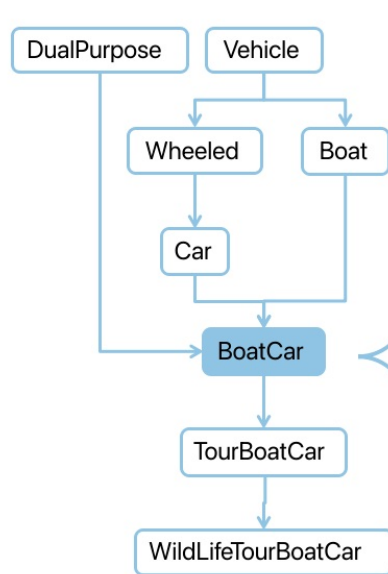 DualPurpose
Vehicle
Wheeled
Boat
Car
BoatCar
TourBoatCar
WildLifeTourBoatCar